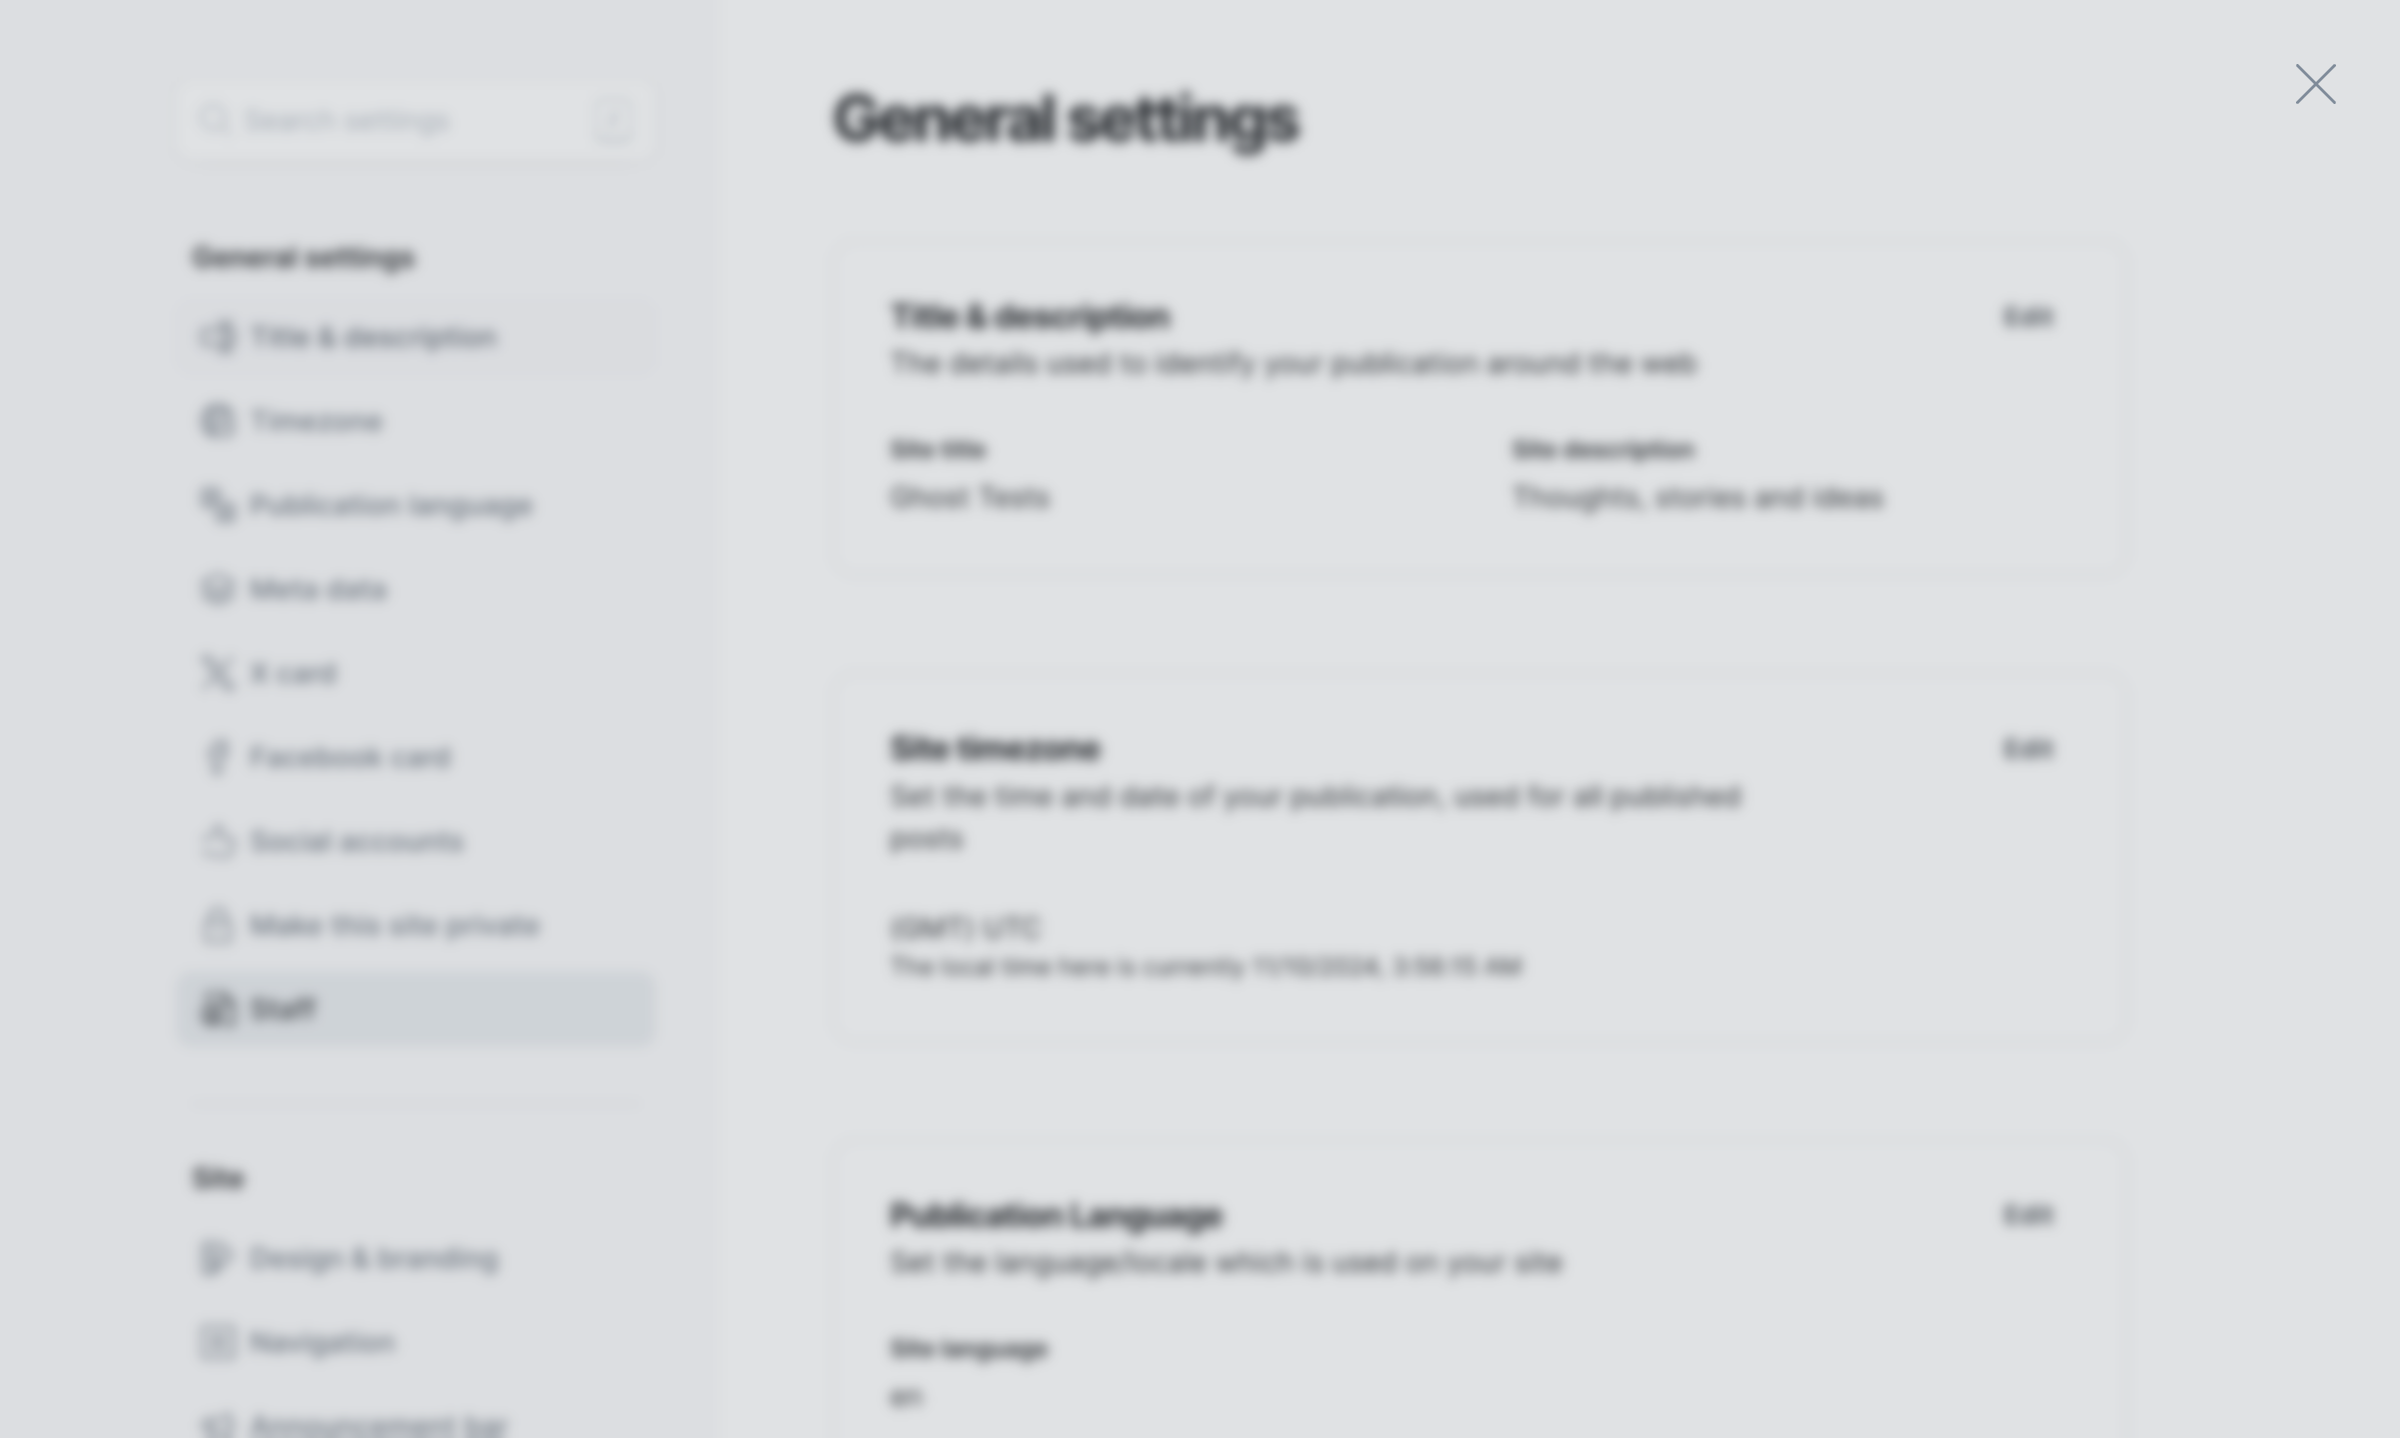 Search settings
/
General settings
Title & description
Timezone
Publication language
Meta data
X card
Facebook card
Social accounts
Make this site private
Staff
Site
Design & branding
Navigation
Announcement bar
General settings
Title & description
Edit
The details used to identify your publication around the web
Site title
Site description
Ghost Tests
Thoughts, stories and ideas
Site timezone
Edit
Set the time and date of your publication, used for all published
posts
(GMT) UTC
The local time here is currently 11/10/2024, AM
Publication Language
Edit
Set the language/locale which is used on your site
Site language
en